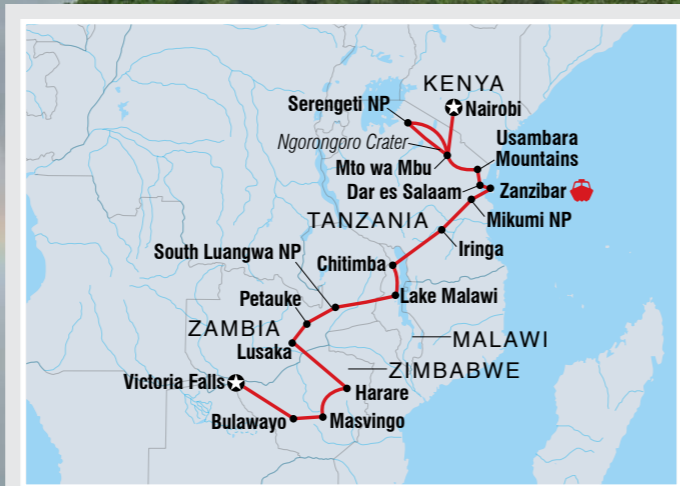 KENYA
Serengeti NP
Nairobi
Ngorongoro Crater
Usambara
Mountains
Mto wa Mbu
Dar es Salaam
Zanzibar
TANZANIA
Mikumi NP
Iringa
South Luangwa NP
Chitimba
Petauke
Lake Malawi
ZAMBIA
Lusaka
MALAWI
ZIMBABWE
Victoria Falls
Harare
Bulawayo
Masvingo